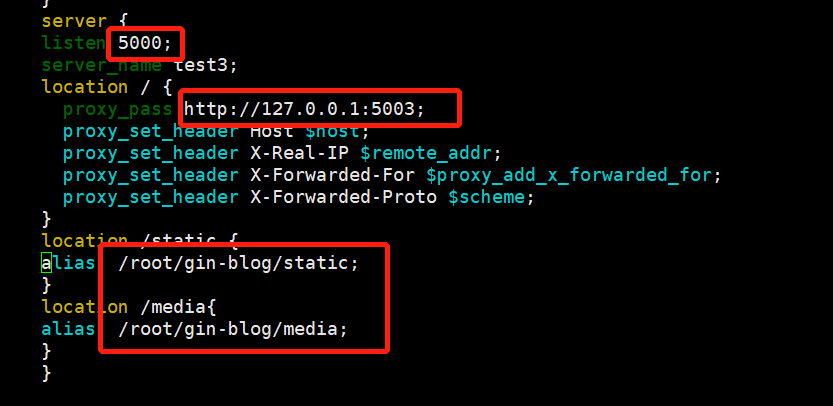 }
server {
listen 5000;
server_name test3;
location / {
proxy_pass http://127.0.0.1:5003;
proxy_set_header Host $host;
proxy_set_header X-Real-IP $remote_addr;
proxy_set_header X-Forwarded-For $proxy_add_x_forwarded_for;
proxy_set_header X-Forwarded-Proto $scheme;
}
location /static {
alias /root/gin-blog/static;
}
location /media{
alias /root/gin-blog/media;
}
}